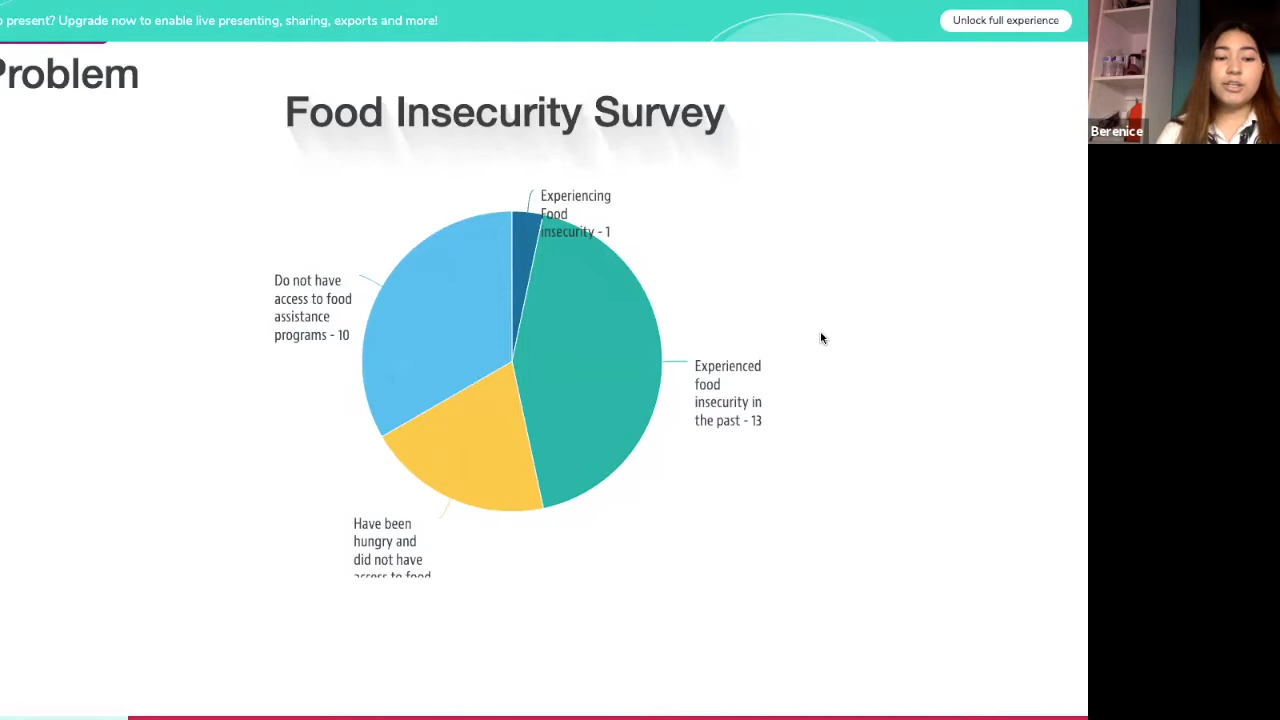 o present? Upgrade now to enable live presenting, sharing, exports and more!
Unlock full experience
Problem
Food Insecurity Survey
Experiencing
Food
insecurity - 1
Do not have
access to food
assistance
programs - 10
Experienced
food
insecurity in
the past - 13
Have been
hungry and
did not have
access to food
Berenice